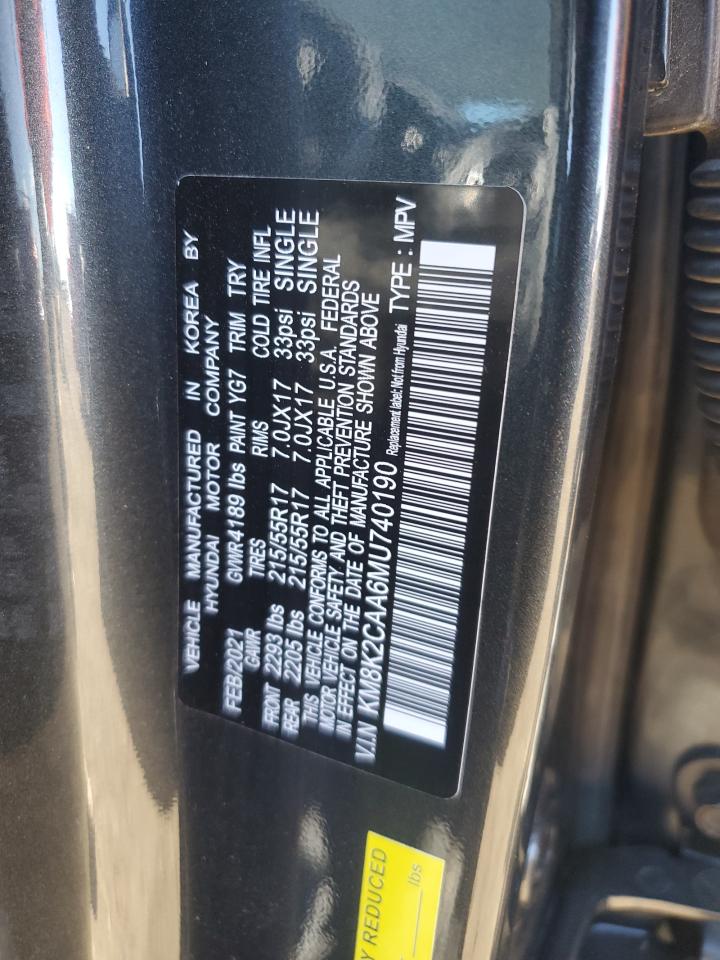 VEHICLE MANUFACTURED IN KOREA BY
HYUNDAI MOTOR COMPANY
FEB/2021 GVWR4189 lbs PAINT YG7 TRIM TRY
GAWR TIRES RIMS COLD TIRE INFL
FRONT 2293 lbs 215/55R17 7.0JX17 33psi SINGLE
REAR 2205 lbs 215/55R17 7.0JX17 33psi SINGLE
THIS VEHICLE CONFORMS TO ALL APPLICABLE U.S.A. FEDERAL
MOTOR VEHICLE SAFETY AND THEFT PREVENTION STANDARDS
IN EFFECT ON THE DATE OF MANUFACTURE SHOWN ABOVE
V.I.N KM8K2CAA6MU740190 Replacement label: Not from Hyundai TYPE : MPV
Y REDUCED
lbs